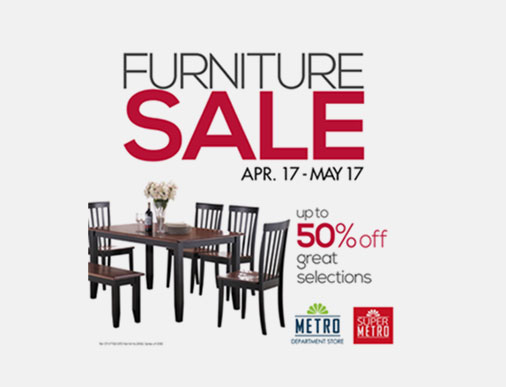 FURNITURE
SALE
APR. 17 - MAY 17
up to
50% off
great
selections
METRO
DEPARTMENT STORE
SUPER
METRO